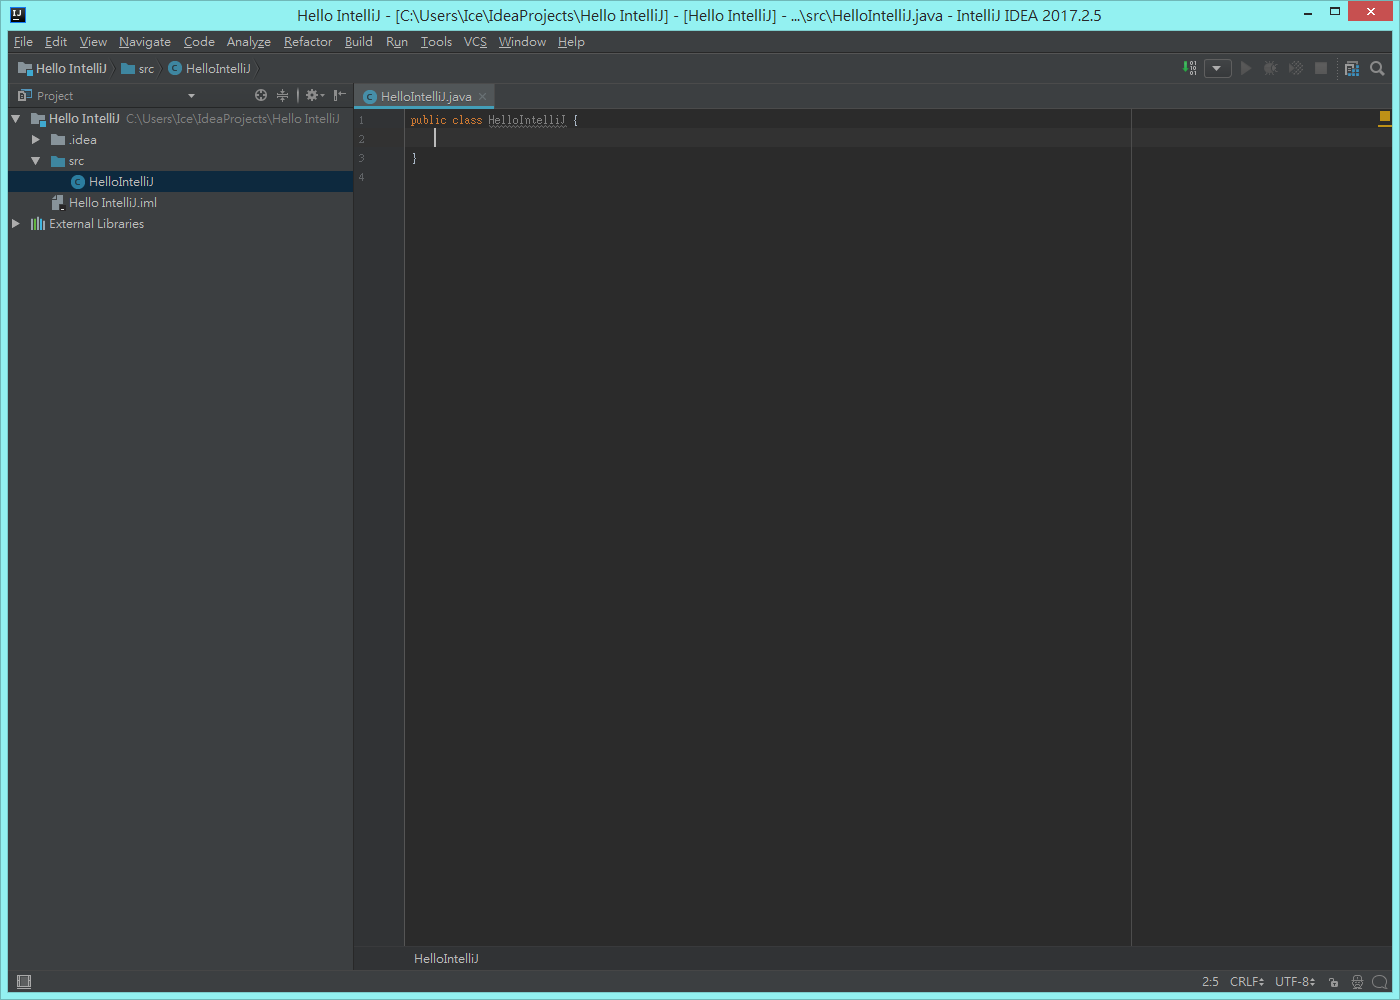 Hello IntelliJ - [C:\Users\Ice\IdeaProjects\Hello IntelliJ] - [Hello IntelliJ] - ...\src\HelloIntelliJ.java - IntelliJ IDEA 2017.2.5
File Edit View Navigate Code Analyze Refactor Build Run Tools VCS Window Help
Hello IntelliJ src HelloIntelliJ
Project
HelloIntelliJ.java
Hello IntelliJ C:\Users\Ice\IdeaProjects\Hello IntelliJ
.idea
src
HelloIntelliJ
Hello IntelliJ.iml
External Libraries
1 public class HelloIntelliJ {
2
3 }
4
HelloIntelliJ
2:5 CRLF UTF-8